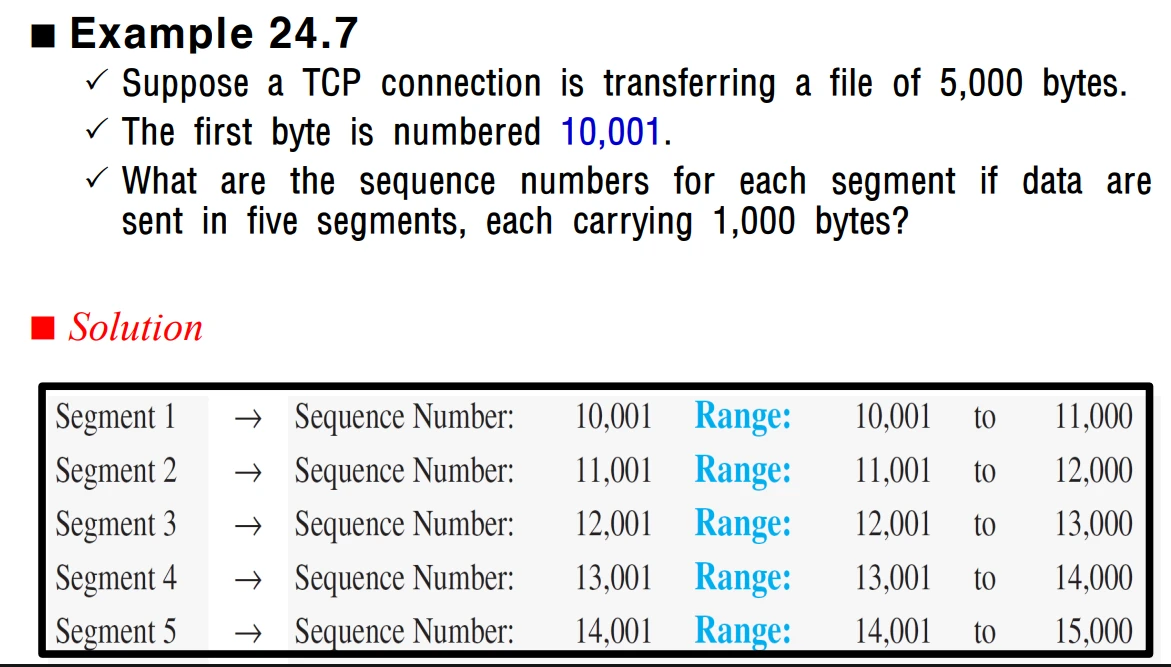 ■ Example 24.7
✓ Suppose a TCP connection is transferring a file of 5,000 bytes.
✓ The first byte is numbered 10,001.
✓ What are the sequence numbers for each segment if data are
sent in five segments, each carrying 1,000 bytes?
■ Solution
Segment 1 → Sequence Number: 10,001 Range: 10,001 to 11,000
Segment 2 → Sequence Number: 11,001 Range: 11,001 to 12,000
Segment 3 → Sequence Number: 12,001 Range: 12,001 to 13,000
Segment 4 → Sequence Number: 13,001 Range: 13,001 to 14,000
Segment 5 → Sequence Number: 14,001 Range: 14,001 to 15,000